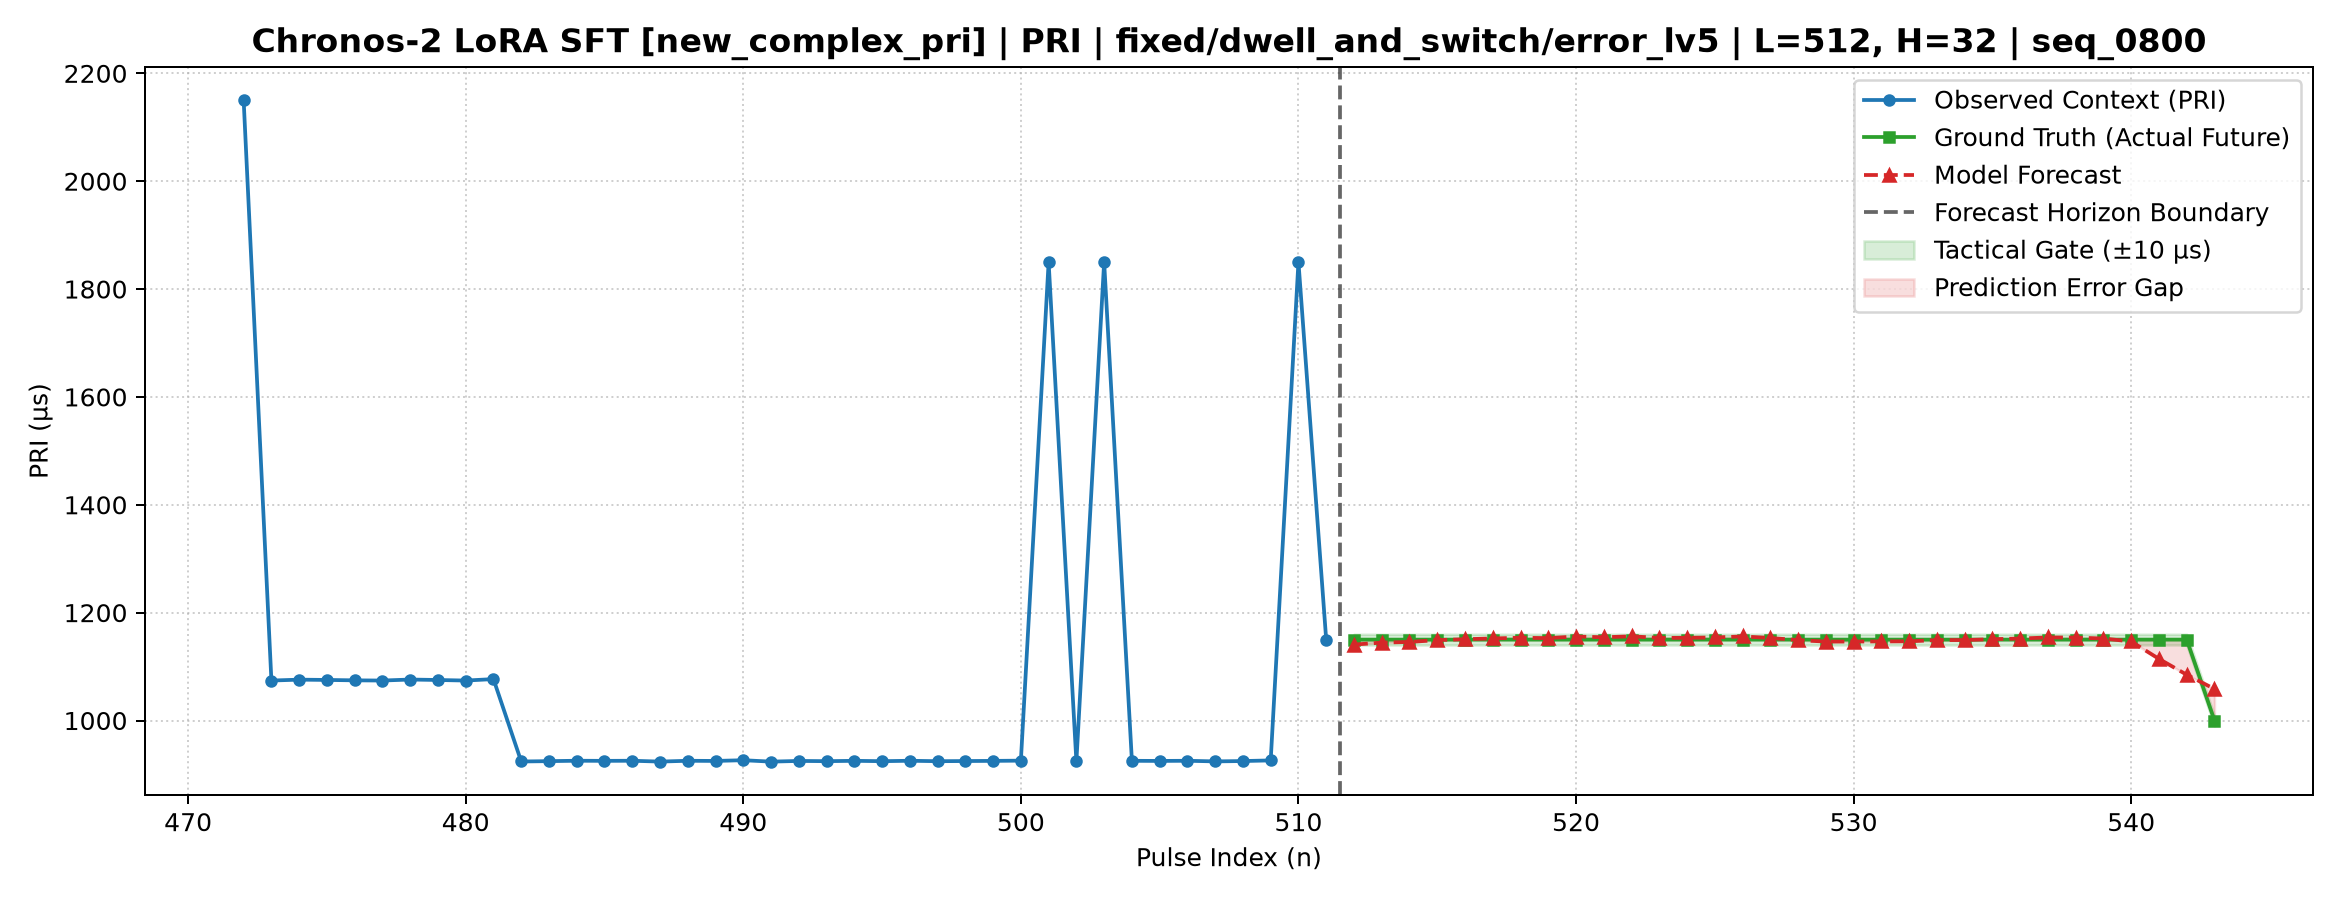 Chronos-2 LoRA SFT [new_complex_pri] | PRI | fixed/dwell_and_switch/error_lv5 | L=512, H=32 | seq_0800
2200
2000
1800
1600
1400
1200
1000
PRI (µs)
Observed Context (PRI)
Ground Truth (Actual Future)
Model Forecast
Forecast Horizon Boundary
Tactical Gate (±10 µs)
Prediction Error Gap
470 480 490 500 510 520 530 540
Pulse Index (n)